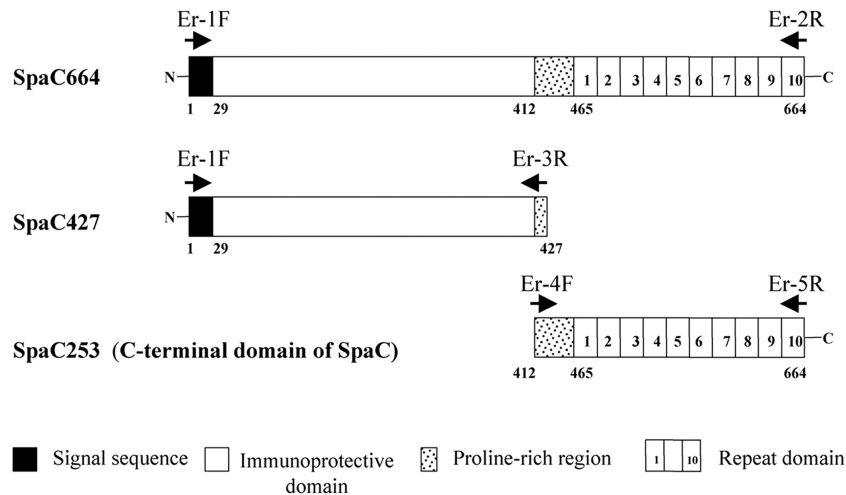 Er-1F Er-2R
SpaC664 N 1 2 3 4 5 6 7 8 9 10 C
1 29 412 465 664
Er-1F Er-3R
SpaC427 N
1 29 427
Er-4F Er-5R
SpaC253 (C-terminal domain of SpaC) 1 2 3 4 5 6 7 8 9 10 C
412 465 664
Signal sequence Immunoprotective domain Proline-rich region 1 10 Repeat domain